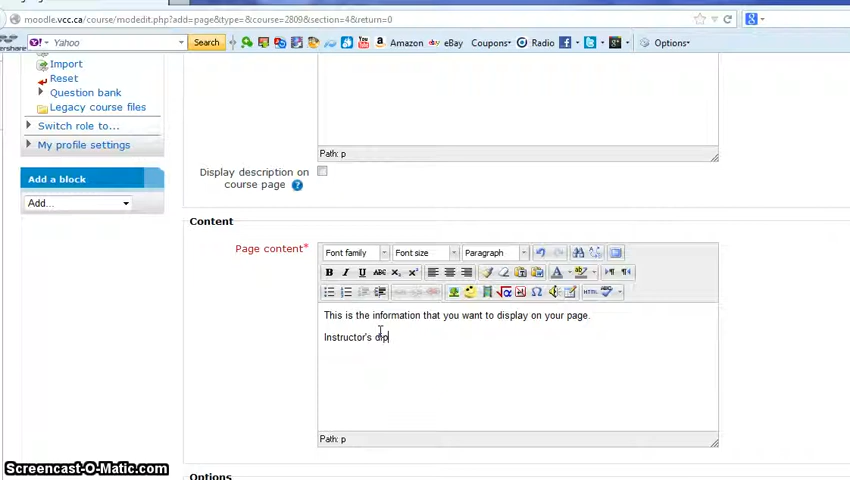 moodle.vcc.ca/course/modedit.php?add=page&type=&course=2809&section=4&return=0
Yahoo
Search
Amazon
eBay
Coupons
Radio
Options
Import
Reset
Question bank
Legacy course files
Switch role to...
My profile settings
Add a block
Add...
Path: p
Display description on
course page
Content
Page content*
Font family
Font size
Paragraph
B I U ABC
HTML
This is the information that you want to display on your page.
Instructor's dip
Path: p
Options
Screencast-O-Matic.com